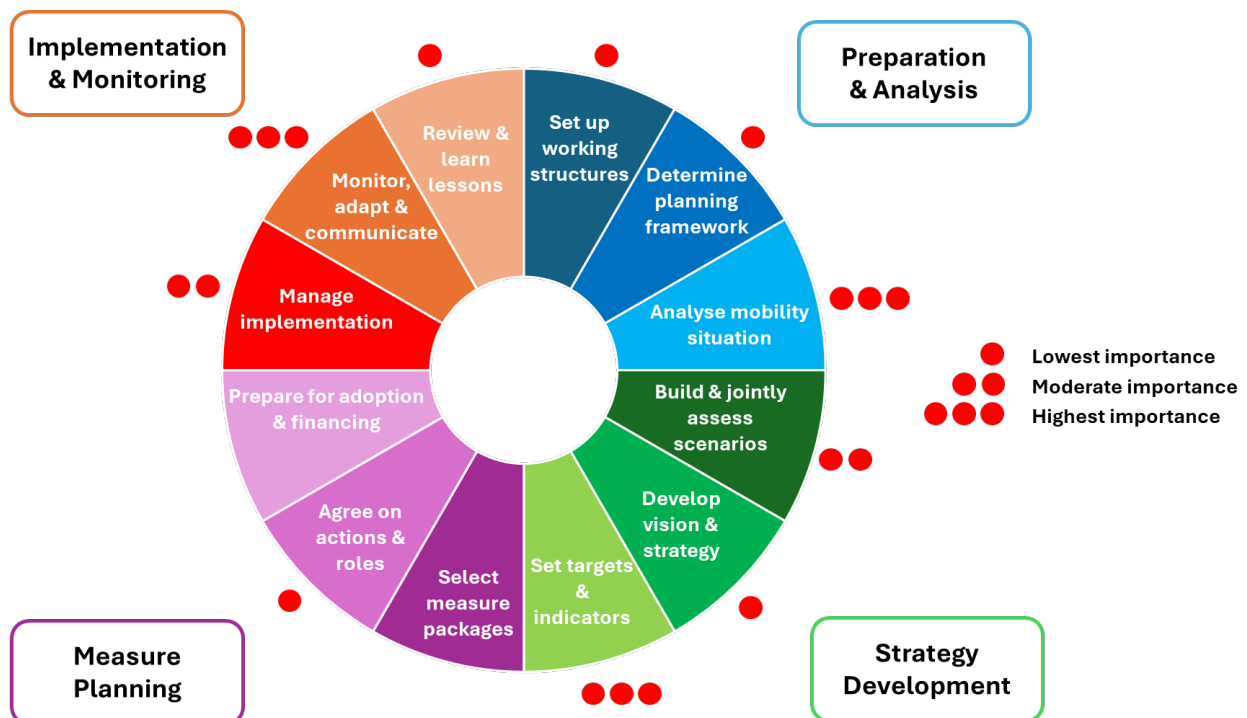 Implementation
& Monitoring
Preparation
& Analysis
Review &
learn
lessons
Set up
working
structures
Monitor,
adapt &
communicate
Determine
planning
framework
Manage
implementation
Analyse mobility
situation
Lowest importance
Moderate importance
Highest importance
Prepare for adoption
& financing
Build & jointly
assess
scenarios
Agree on
actions &
roles
Develop
vision &
strategy
Select
measure
packages
Set targets
&
indicators
Measure
Planning
Strategy
Development